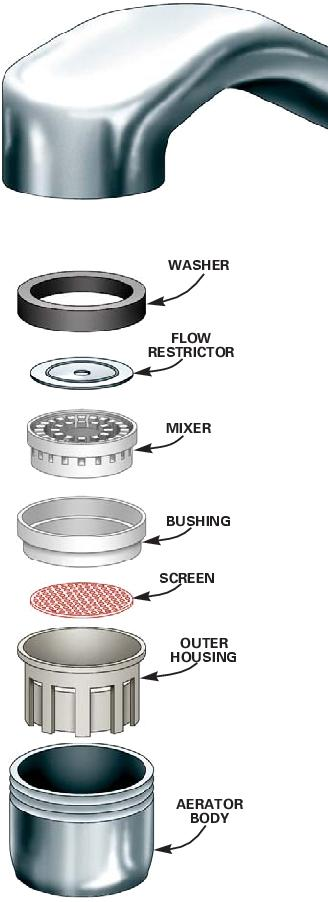 WASHER
FLOW
RESTRICTOR
MIXER
BUSHING
SCREEN
OUTER
HOUSING
AERATOR
BODY